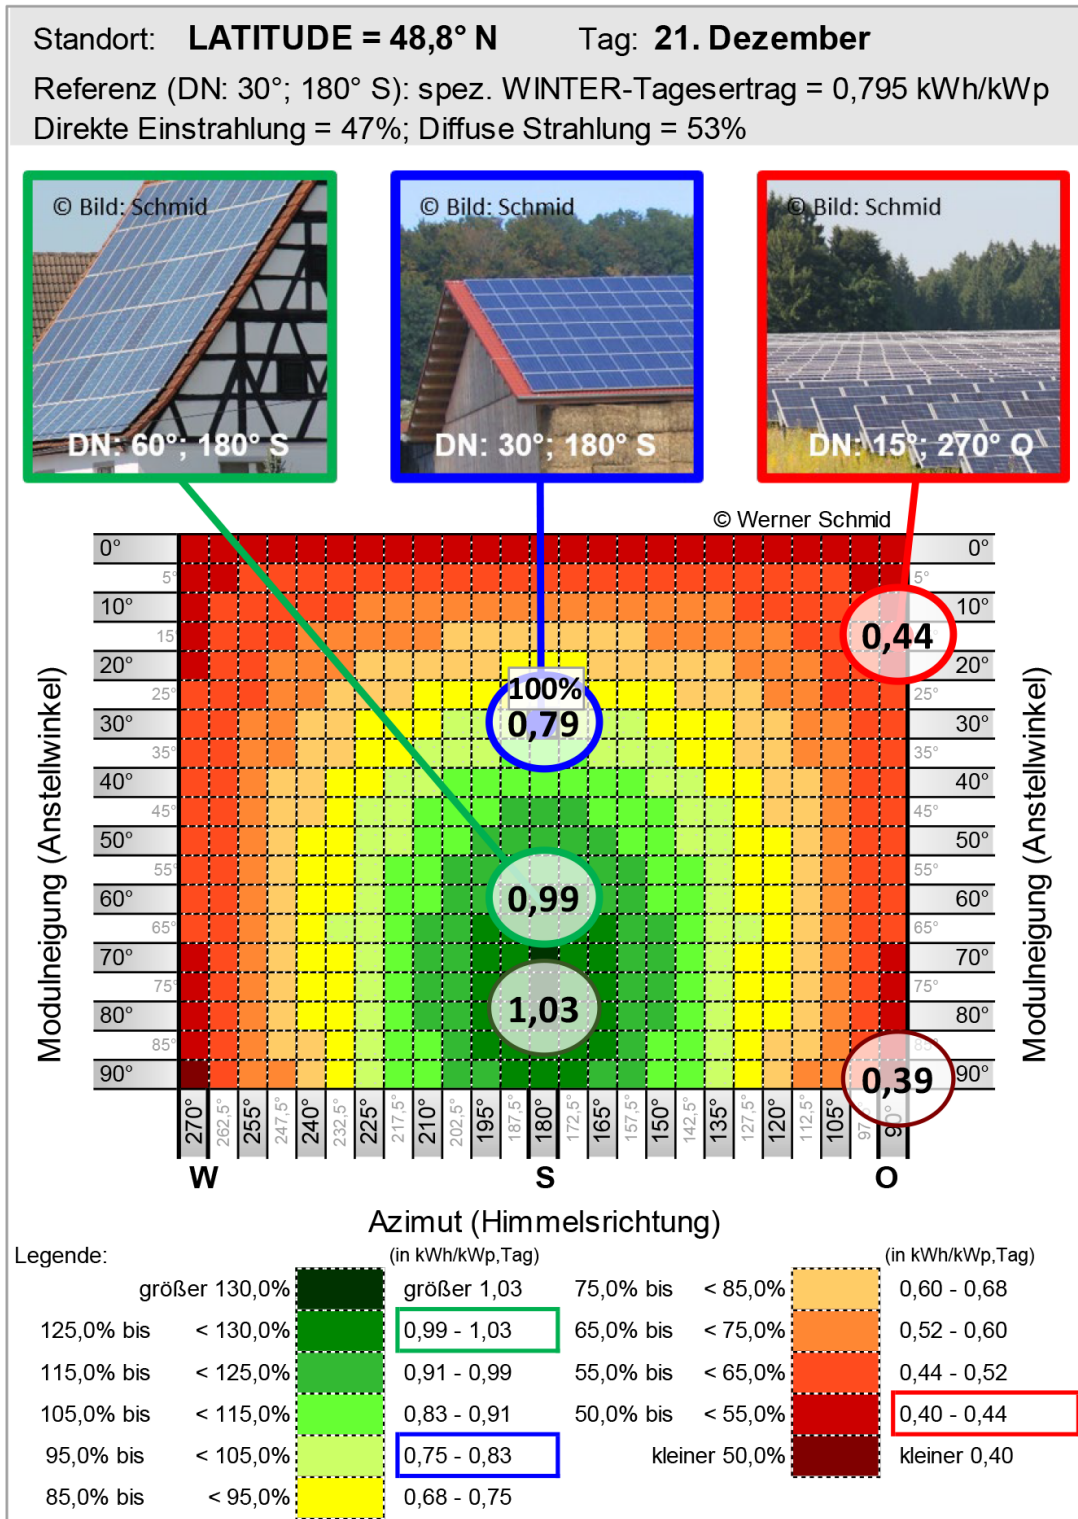 Standort: LATITUDE = 48,8° N Tag: 21. Dezember
Referenz (DN: 30°; 180° S): spez. WINTER-Tagesertrag = 0,795 kWh/kWp
Direkte Einstrahlung = 47%; Diffuse Strahlung = 53%
© Bild: Schmid © Bild: Schmid © Bild: Schmid
DN: 60°; 180° S DN: 30°; 180° S DN: 15°; 270° O
© Werner Schmid
0° 0°
5° 5°
10° 10°
15° 0,44
20° 20°
25° 100% 25°
30° 0,79 30°
35° 35°
40° 40°
45° 45°
50° 50°
55° 55°
60° 0,99 60°
65° 65°
70° 70°
75° 75°
80° 1,03 80°
85° 85°
90° 0,39 90°
Modulneigung (Anstellwinkel)
Modulneigung (Anstellwinkel)
270° 262,5° 255° 247,5° 240° 232,5° 225° 217,5° 210° 202,5° 195° 187,5° 180° 172,5° 165° 157,5° 150° 142,5° 135° 127,5° 120° 112,5° 105° 97 90°
W S O
Azimut (Himmelsrichtung)
Legende: (in kWh/kWp,Tag) (in kWh/kWp,Tag)
größer 130,0% größer 1,03 75,0% bis < 85,0% 0,60 - 0,68
125,0% bis < 130,0% 0,99 - 1,03 65,0% bis < 75,0% 0,52 - 0,60
115,0% bis < 125,0% 0,91 - 0,99 55,0% bis < 65,0% 0,44 - 0,52
105,0% bis < 115,0% 0,83 - 0,91 50,0% bis < 55,0% 0,40 - 0,44
95,0% bis < 105,0% 0,75 - 0,83 kleiner 50,0% kleiner 0,40
85,0% bis < 95,0% 0,68 - 0,75